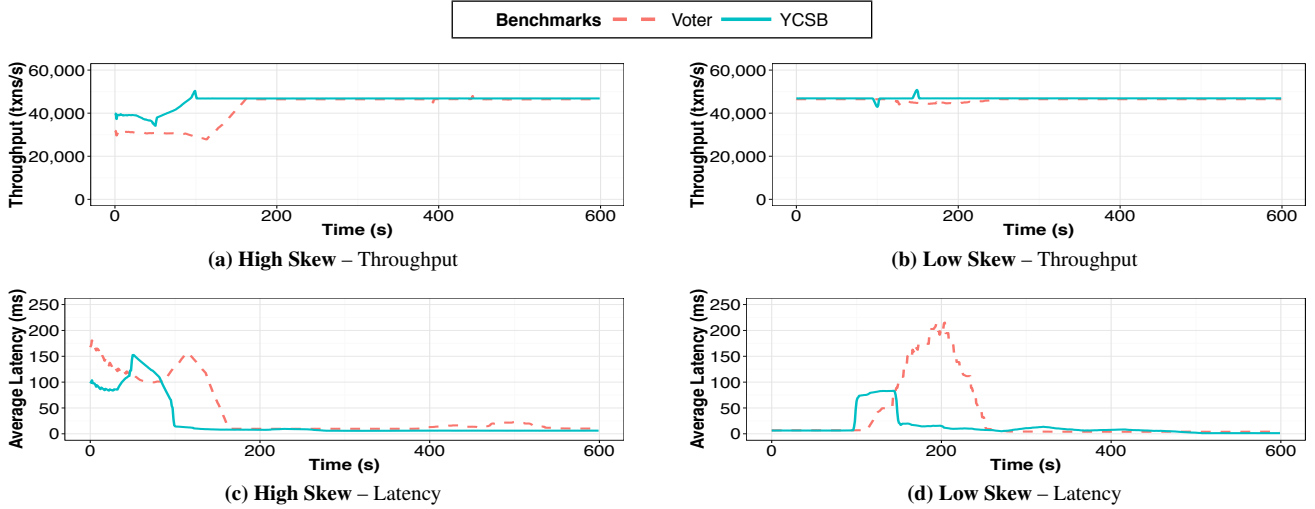 Benchmarks Voter YCSB
Throughput (txns/s)
60,000
40,000
20,000
0
0 200 400 600
Time (s)
(a) High Skew – Throughput
Throughput (txns/s)
60,000
40,000
20,000
0
0 200 400 600
Time (s)
(b) Low Skew – Throughput
Average Latency (ms)
250
200
150
100
50
0
0 200 400 600
Time (s)
(c) High Skew – Latency
Average Latency (ms)
250
200
150
100
50
0
0 200 400 600
Time (s)
(d) Low Skew – Latency